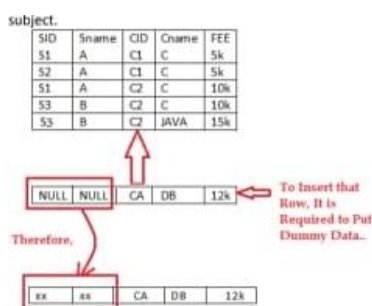 subject.
SID Sname CID Cname FEE
S1 A C1 C 5k
S2 A C1 C 5k
S1 A C2 C 10k
S3 B C2 C 10k
S3 B C2 JAVA 15k
NULL NULL CA DB 12k
To Insert that
Row, It is
Required to Put
Dummy Data..
Therefore,
xx xx CA DB 12k